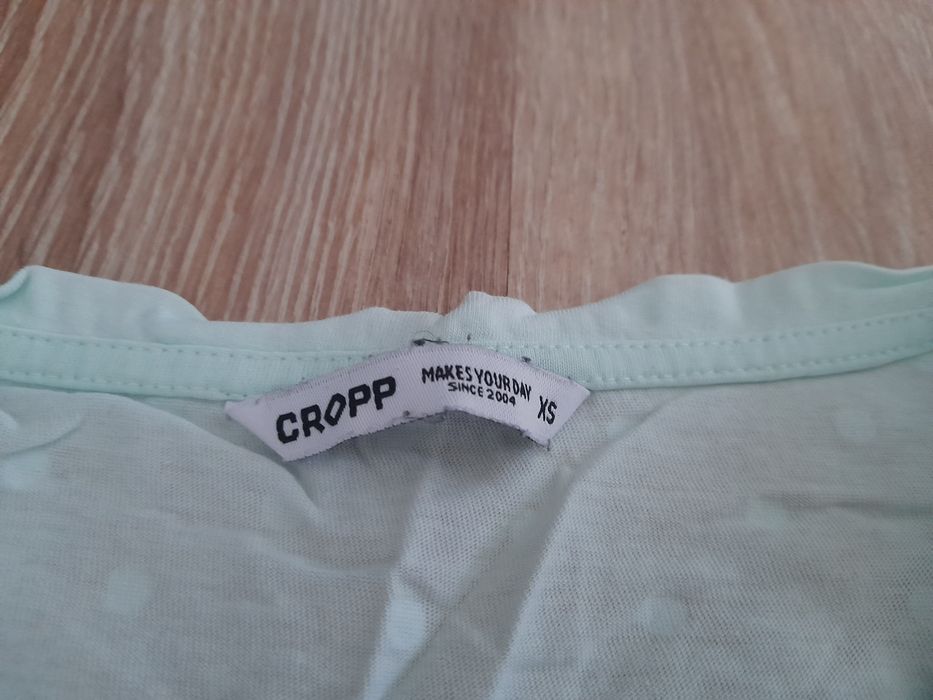 CROPP
MAKES YOUR DAY
SINCE 2004
XS